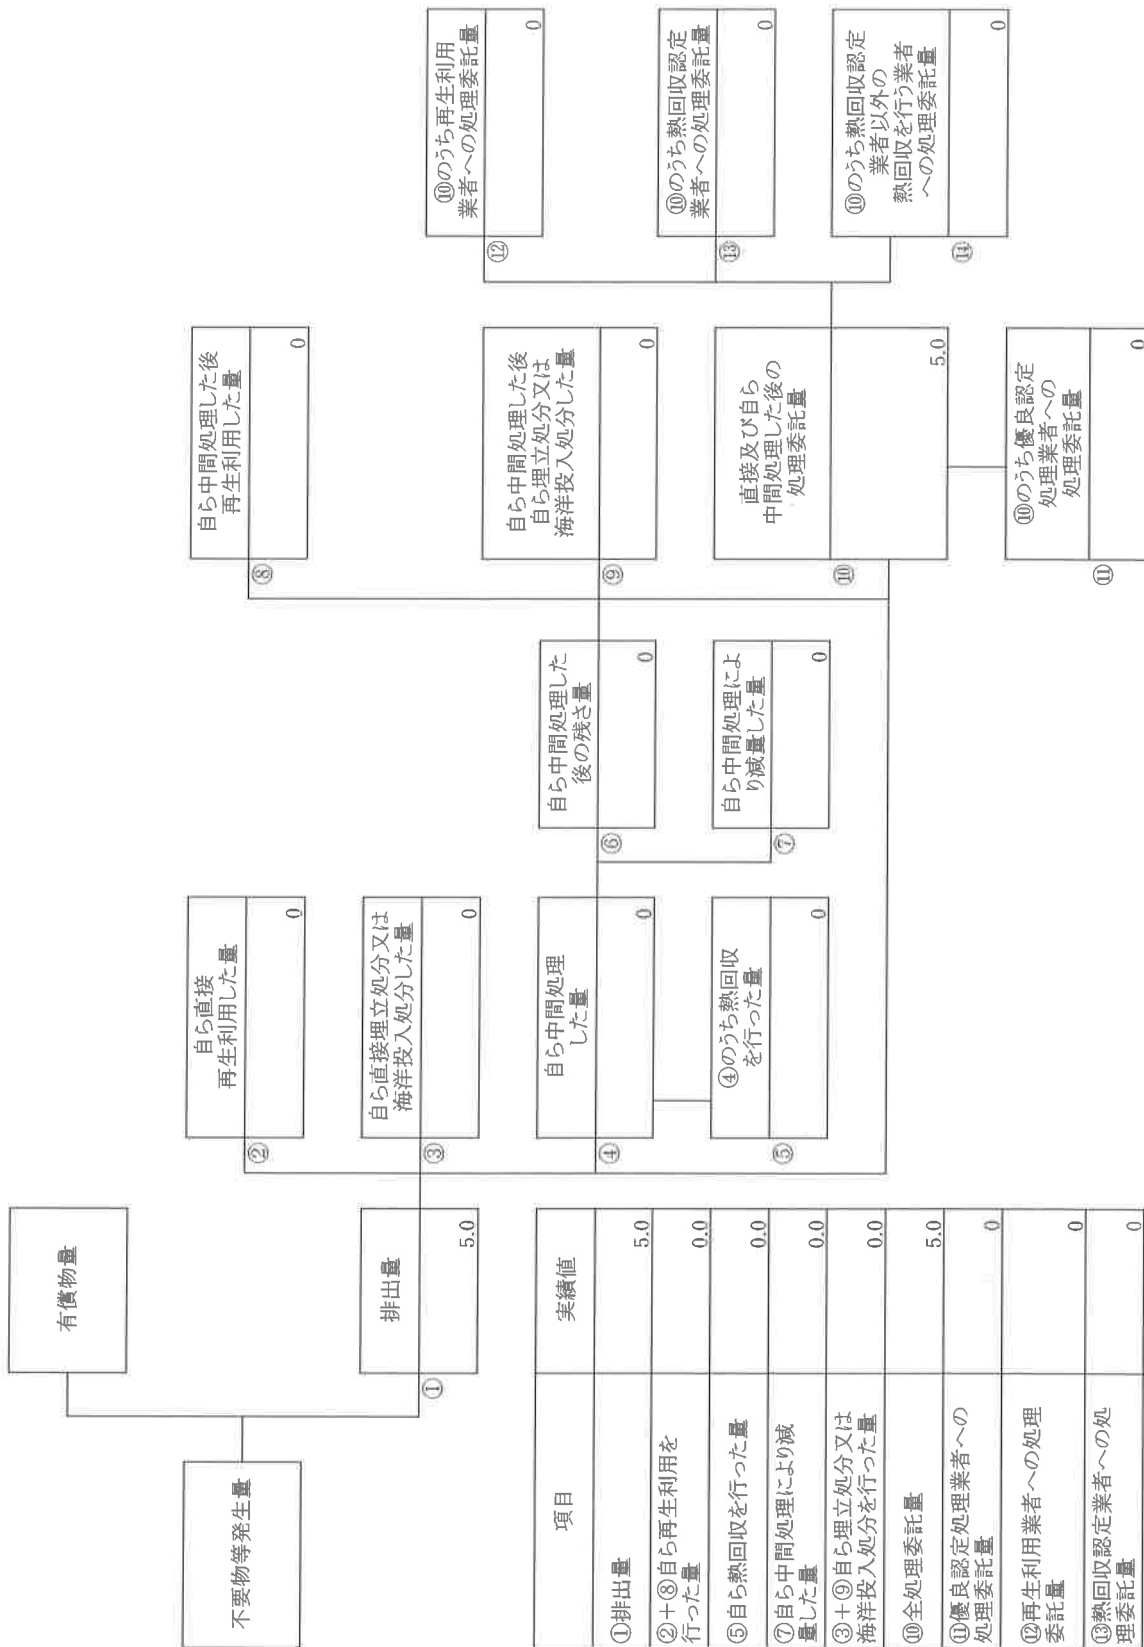 不要物等発生量
有償物量
①
排出量
5.0
②
自ら直接
再生利用した量
0
③
自ら直接埋立処分又は
海洋投入処分した量
0
④
自ら中間処理
した量
0
⑤
④のうち熱回収
を行った量
0
⑥
自ら中間処理した
後の残さ量
0
⑦
自ら中間処理によ
り減量した量
0
⑧
自ら中間処理した後
再生利用した量
0
⑨
自ら中間処理した後
自ら埋立処分又は
海洋投入処分した量
0
⑩
直接及び自ら
中間処理した後の
処理委託量
5.0
⑪
⑩のうち優良認定
処理業者への
処理委託量
0
⑫
⑩のうち再生利用
業者への処理委託量
0
⑬
⑩のうち熱回収認定
業者への処理委託量
0
⑭
⑩のうち熱回収認定
業者以外の
熱回収を行う業者
への処理委託量
0
項目
実績値
①排出量
5.0
②+⑧自ら再生利用を
行った量
0.0
⑤自ら熱回収を行った量
0.0
⑦自ら中間処理により減
量した量
0.0
③+⑨自ら埋立処分又は
海洋投入処分を行った量
0.0
⑩全処理委託量
5.0
⑪優良認定処理業者への
処理委託量
0
⑫再生利用業者への処理
委託量
0
⑬熱回収認定業者への処
理委託量
0